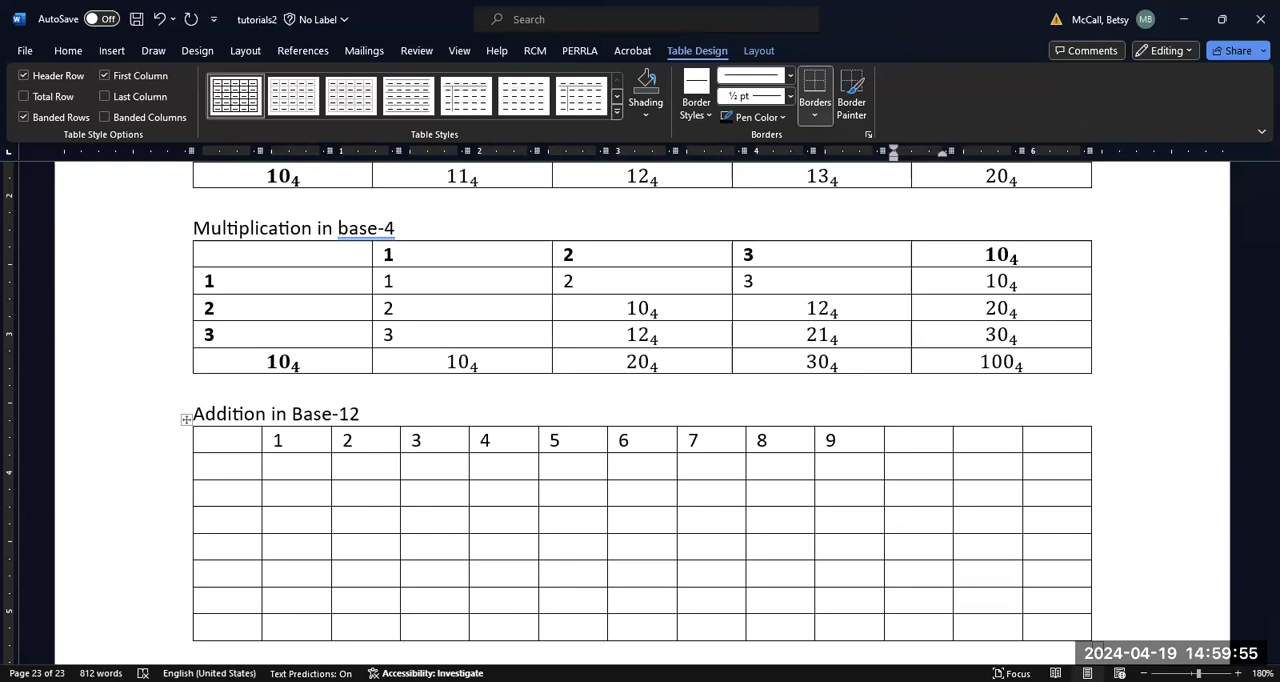 AutoSave Off tutorials2 No Label Search McCall, Betsy MB
File Home Insert Draw Design Layout References Mailings Review View Help RCM PERRLA Acrobat Table Design Layout Comments Editing Share
Header Row First Column
Total Row Last Column
Banded Rows Banded Columns
Table Style Options
Table Styles
Shading
Border Styles
½ pt
Pen Color
Borders
Border Painter
Borders
1 2 3 4 6
10₄ 11₄ 12₄ 13₄ 20₄
Multiplication in base-4
1 2 3 10₄
1 1 2 3 10₄
2 2 10₄ 12₄ 20₄
3 3 12₄ 21₄ 30₄
10₄ 10₄ 20₄ 30₄ 100₄
Addition in Base-12
1 2 3 4 5 6 7 8 9
2024-04-19 14:59:55
Page 23 of 23 812 words English (United States) Text Predictions: On Accessibility: Investigate Focus 180%